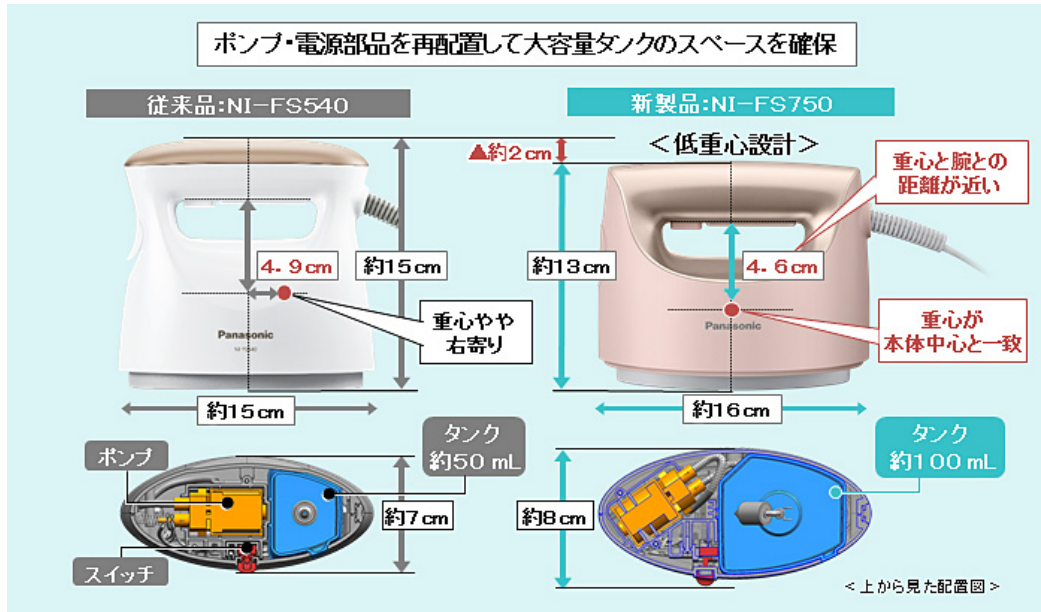 ポンプ・電源部品を再配置して大容量タンクのスペースを確保
従来品:NI-FS540
新製品:NI-FS750
▲約2cm
<低重心設計>
重心と腕との
距離が近い
4.9cm
約15cm
約13cm
4.6cm
重心やや
右寄り
Panasonic
Panasonic
重心が
本体中心と一致
約15cm
約16cm
ポンプ
タンク
約50mL
タンク
約100mL
約7cm
約8cm
スイッチ
<上から見た配置図>